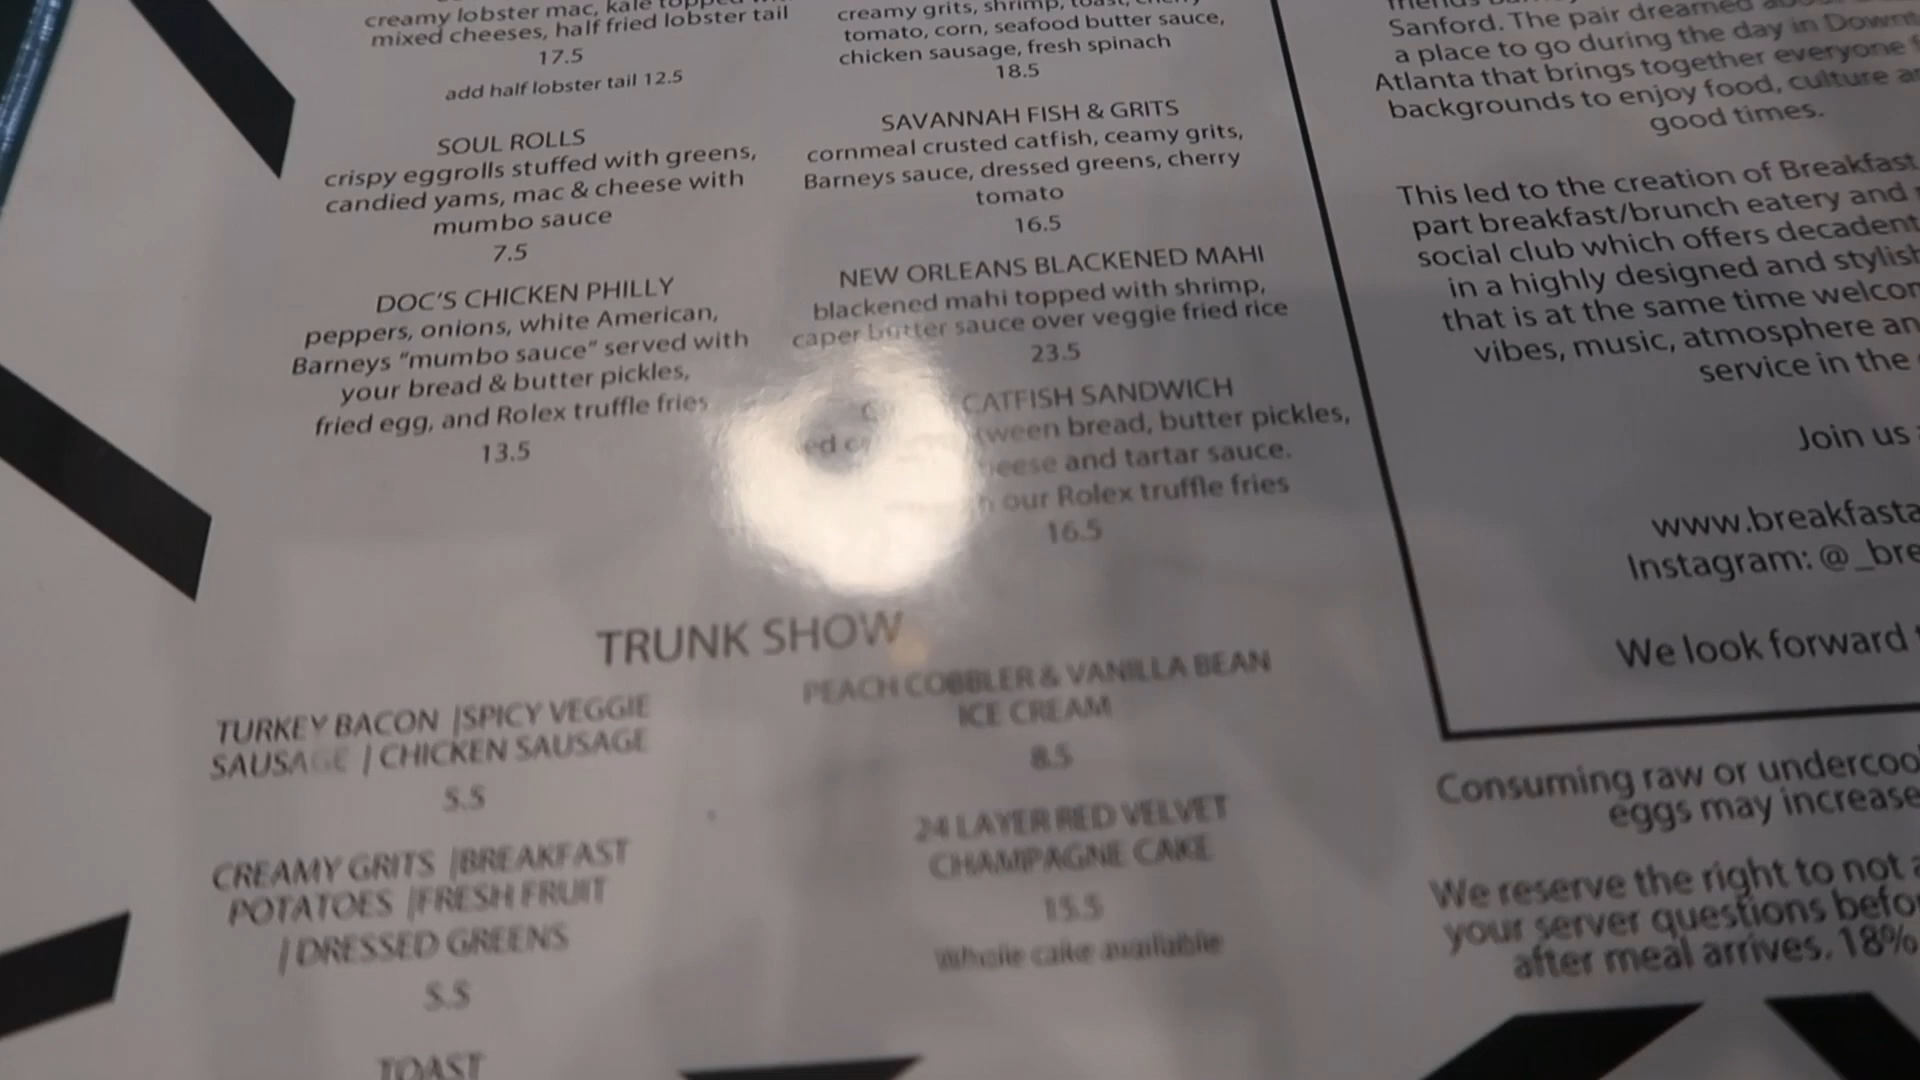 creamy lobster mac, kale topped
mixed cheeses, half fried lobster tail
17.5
add half lobster tail 12.5
SOUL ROLLS
crispy eggrolls stuffed with greens,
candied yams, mac & cheese with
mumbo sauce
7.5
DOC'S CHICKEN PHILLY
peppers, onions, white American,
Barneys "mumbo sauce" served with
your bread & butter pickles,
fried egg, and Rolex truffle fries
13.5
creamy grits, shrimp, toast, cherry
tomato, corn, seafood butter sauce,
chicken sausage, fresh spinach
18.5
SAVANNAH FISH & GRITS
cornmeal crusted catfish, ceamy grits,
Barneys sauce, dressed greens, cherry
tomato
16.5
NEW ORLEANS BLACKENED MAHI
blackened mahi topped with shrimp,
caper butter sauce over veggie fried rice
23.5
CATFISH SANDWICH
bread, butter pickles,
and tartar sauce.
our Rolex truffle fries
16.5
TRUNK SHOW
TURKEY BACON |SPICY VEGGIE
SAUSAGE | CHICKEN SAUSAGE
5.5
CREAMY GRITS |BREAKFAST
POTATOES |FRESH FRUIT
| DRESSED GREENS
5.5
TOAST
PEACH COBBLER & VANILLA BEAN
ICE CREAM
8.5
24 LAYER RED VELVET
CHAMPAGNE CAKE
15.5
Whole cake available
Sanford. The pair dreamed
a place to go during the day in
Atlanta that brings together everyone
backgrounds to enjoy food, culture
good times.
This led to the creation of Breakfast
part breakfast/brunch eatery and
social club which offers decadent
in a highly designed and stylish
that is at the same time
vibes, music, atmosphere
service in the
Join us
www.breakfasta
Instagram: @_bre
We look forward
Consuming raw or
eggs may increase
We reserve the right to not
your server questions
after meal arrives. 18%